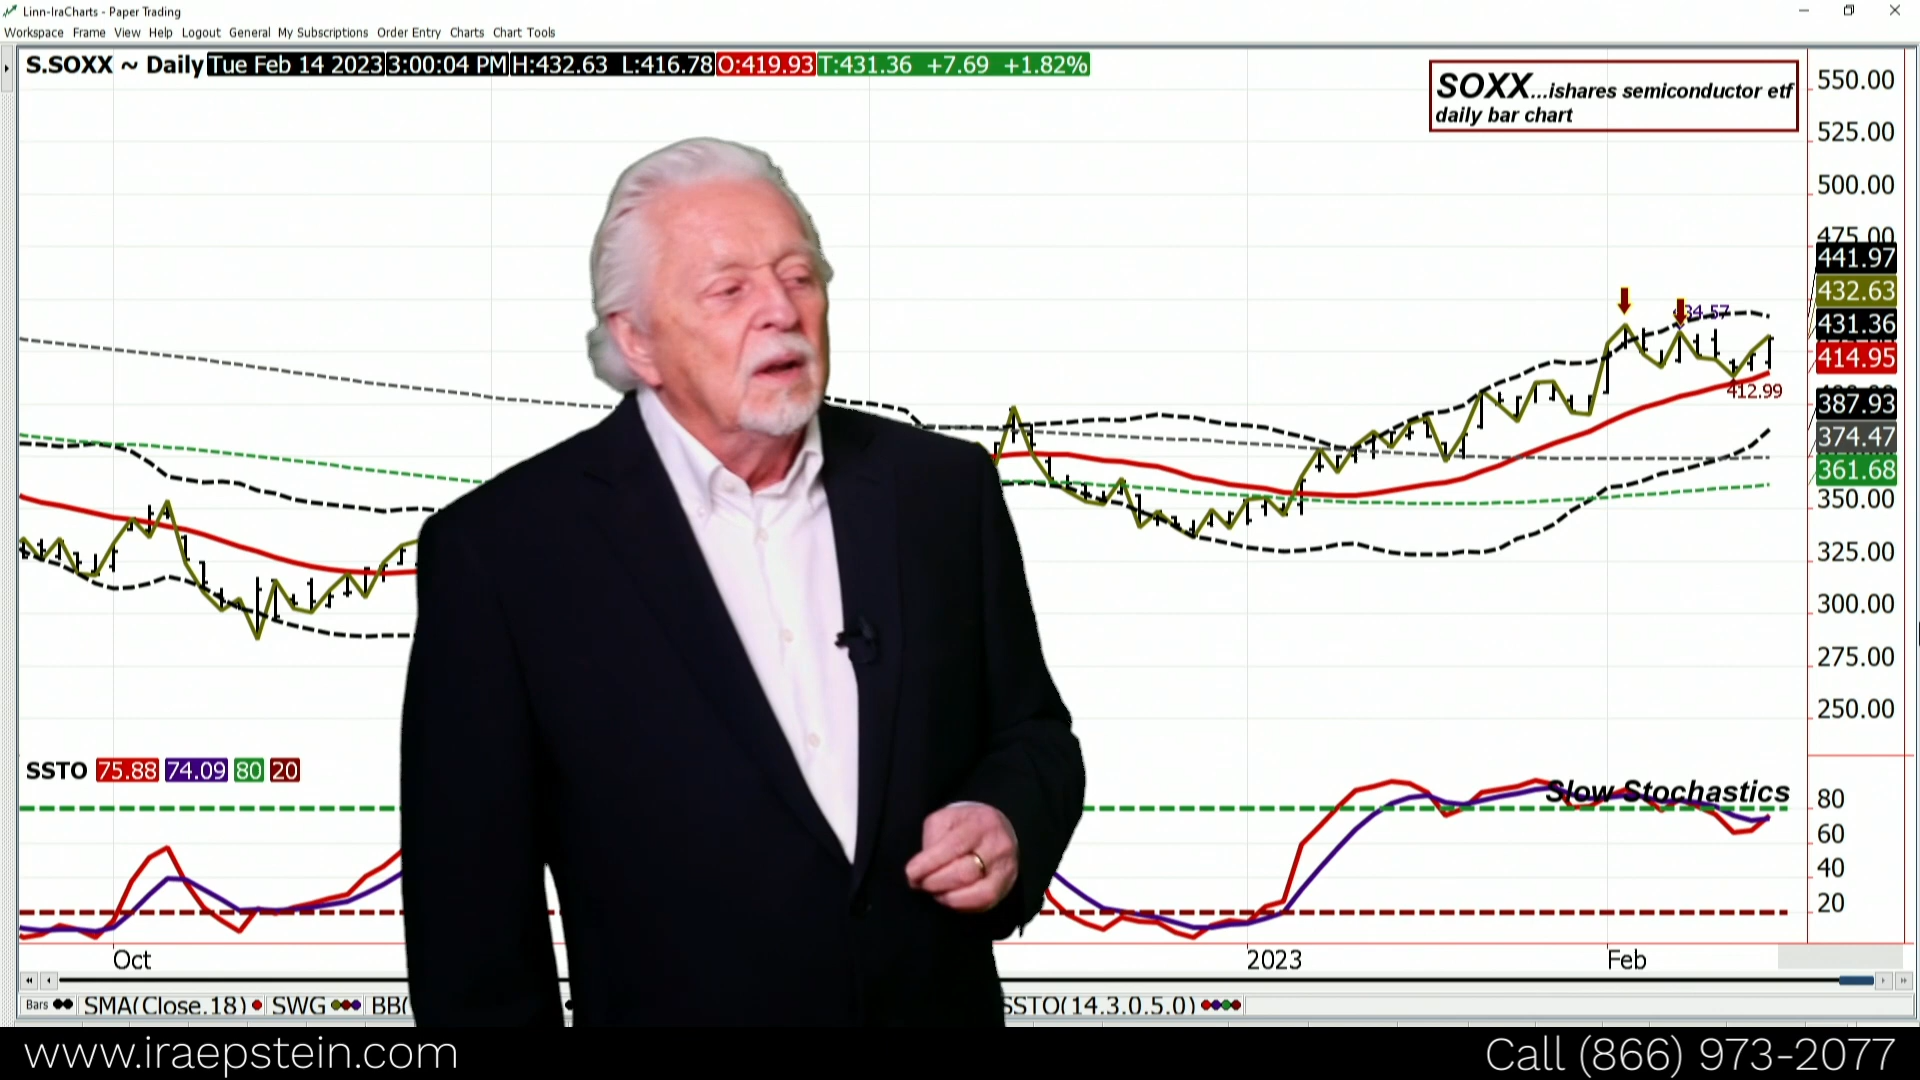 Linn-IraCharts - Paper Trading
Workspace Frame View Help Logout General My Subscriptions Order Entry Charts Chart Tools
S.SOXX ~ Daily Tue Feb 14 2023 3:00:04 PM H:432.63 L:416.78 O:419.93 T:431.36 +7.69 +1.82%
SOXX...ishares semiconductor etf
daily bar chart
550.00
525.00
500.00
475.00
441.97
432.63
431.36
414.95
387.93
374.47
361.68
350.00
325.00
300.00
275.00
250.00
412.99
SSTO 75.88 74.09 80 20
Slow Stochastics
80
60
40
20
Oct 2023 Feb
Bars SMA(Close,18) SWG BB( SSTO(14,3,0,5,0)
www.iraepstein.com Call (866) 973-2077